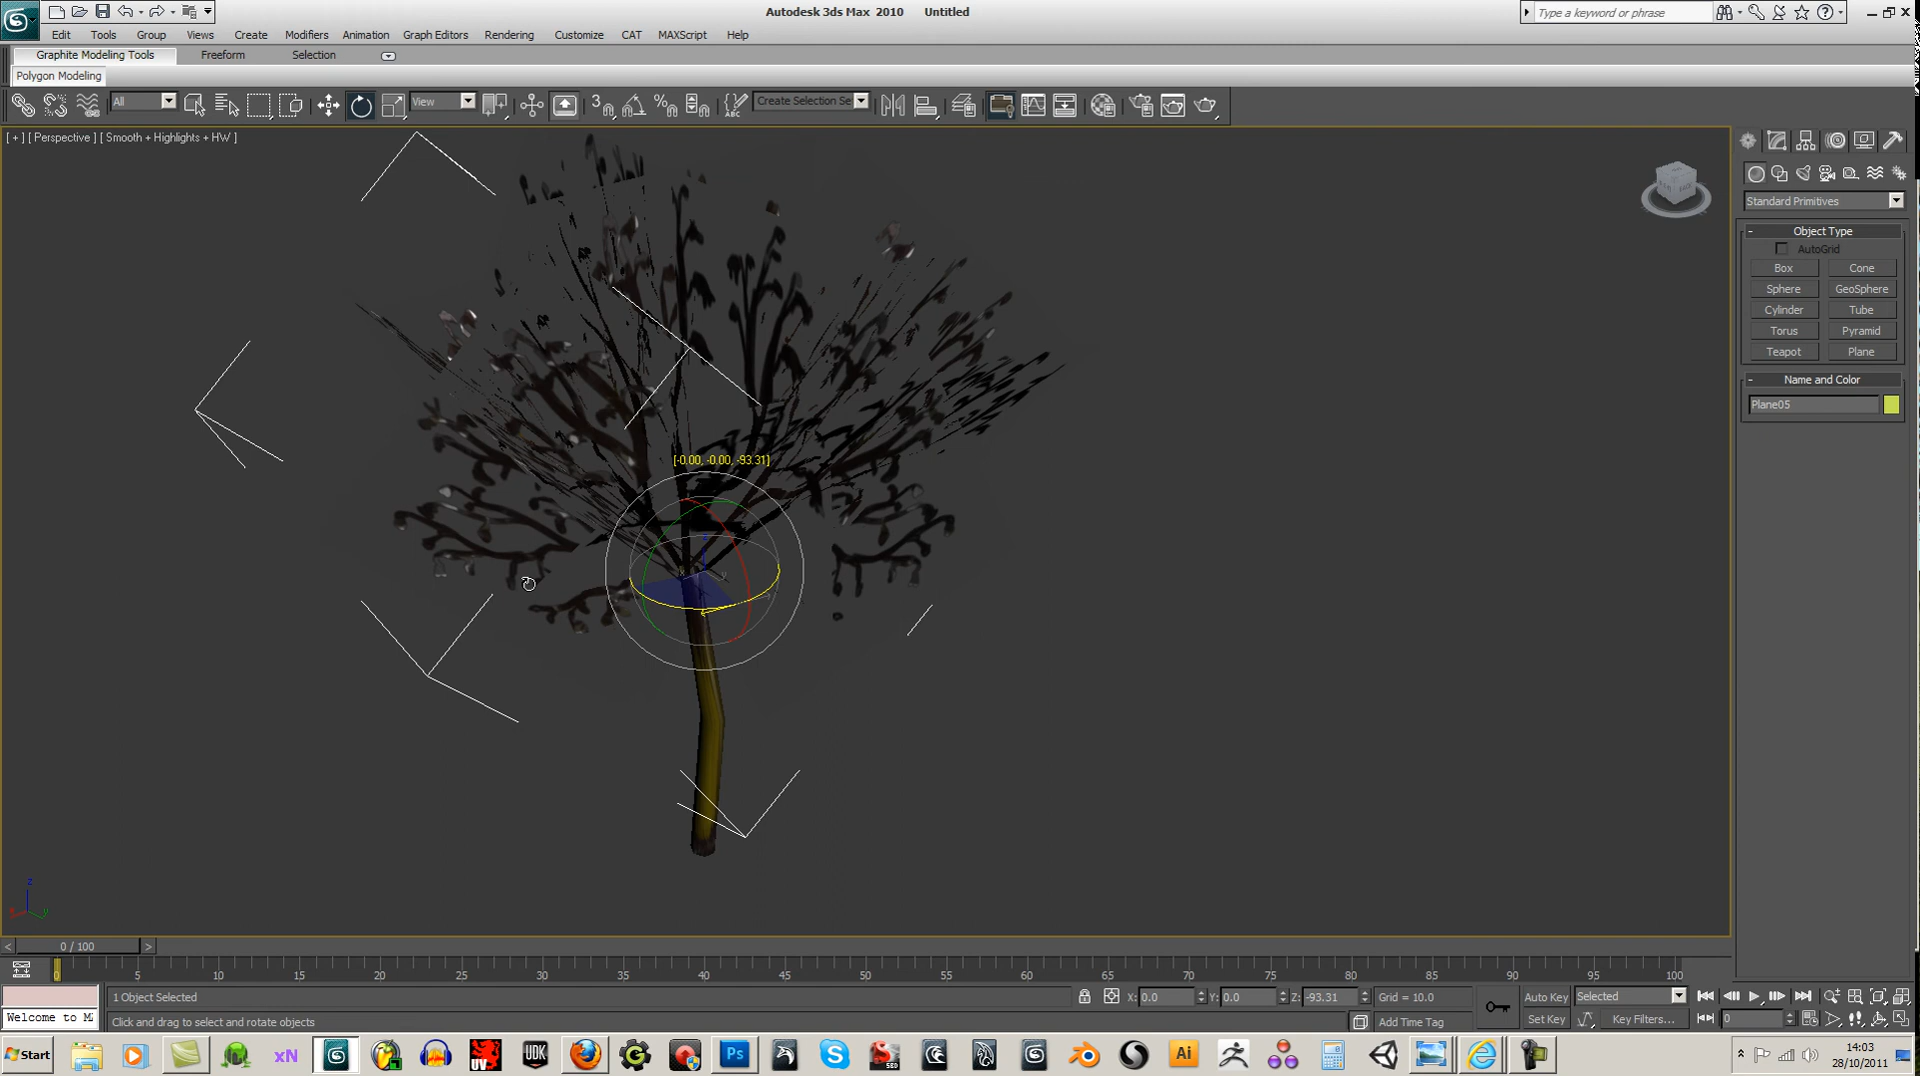 Autodesk 3ds Max 2010 Untitled
Type a keyword or phrase
Edit Tools Group Views Create Modifiers Animation Graph Editors Rendering Customize CAT MAXScript Help
Graphite Modeling Tools Freeform Selection
Polygon Modeling
All View 3 ABC Create Selection Se
[ + ] [ Perspective ] [ Smooth + Highlights + HW ]
Standard Primitives
- Object Type
AutoGrid
Box Cone
Sphere GeoSphere
Cylinder Tube
Torus Pyramid
Teapot Plane
- Name and Color
Plane05
[-0.00, -0.00, -93.31]
z
x y
z
x y
< 0 / 100 >
0 5 10 15 20 25 30 35 40 45 50 55 60 65 70 75 80 85 90 95 100
1 Object Selected X: 0.0 Y: 0.0 Z: -93.31 Grid = 10.0 Auto Key Selected
Welcome to M
Click and drag to select and rotate objects Add Time Tag Set Key Key Filters... 0
Start xN UV UDK Ps S SED Ai
14:03
28/10/2011